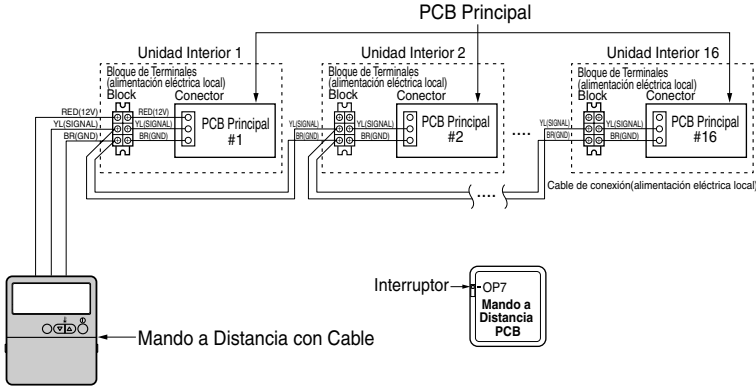 PCB Principal
Unidad Interior 1
Unidad Interior 2
Unidad Interior 16
Bloque de Terminales
(alimentación eléctrica local)
Block
Conector
Bloque de Terminales
(alimentación eléctrica local)
Block
Conector
Bloque de Terminales
(alimentación eléctrica local)
Block
Conector
RED(12V)
YL(SIGNAL)
BR(GND)
RED(12V)
YL(SIGNAL)
BR(GND)
PCB Principal
#1
YL(SIGNAL)
BR(GND)
YL(SIGNAL)
BR(GND)
PCB Principal
#2
....
YL(SIGNAL)
BR(GND)
YL(SIGNAL)
BR(GND)
PCB Principal
#16
....
Cable de conexión(alimentación eléctrica local)
Interruptor
OP7
Mando a
Distancia
PCB
Mando a Distancia con Cable